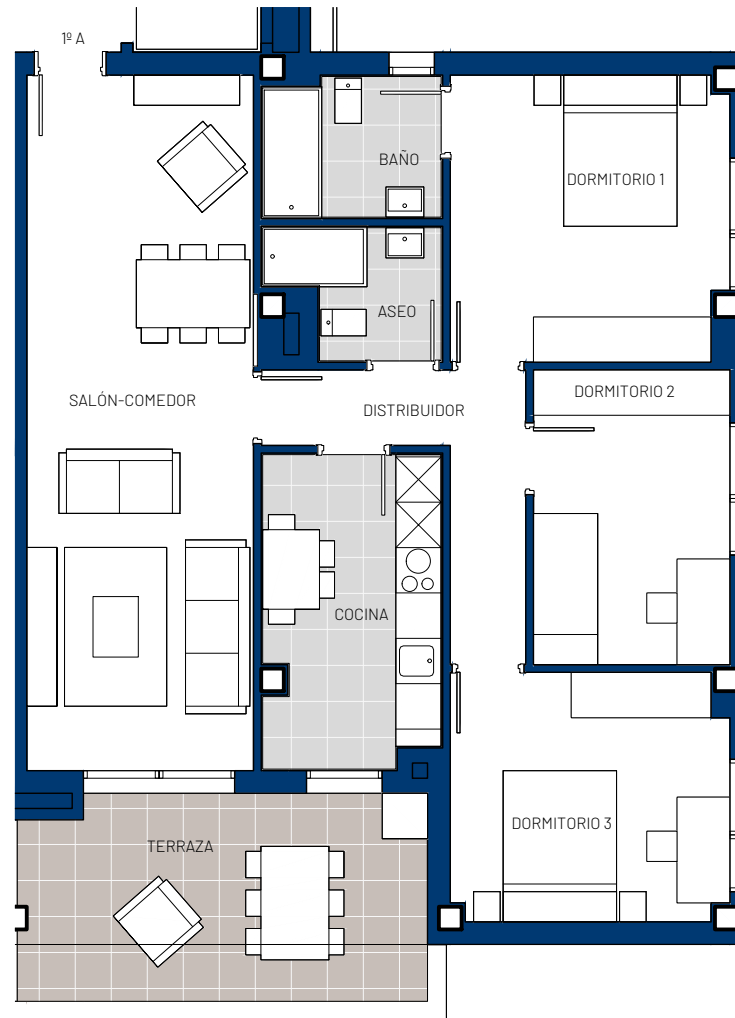 1º A
BAÑO
DORMITORIO 1
ASEO
DORMITORIO 2
SALÓN-COMEDOR
DISTRIBUIDOR
COCINA
DORMITORIO 3
TERRAZA